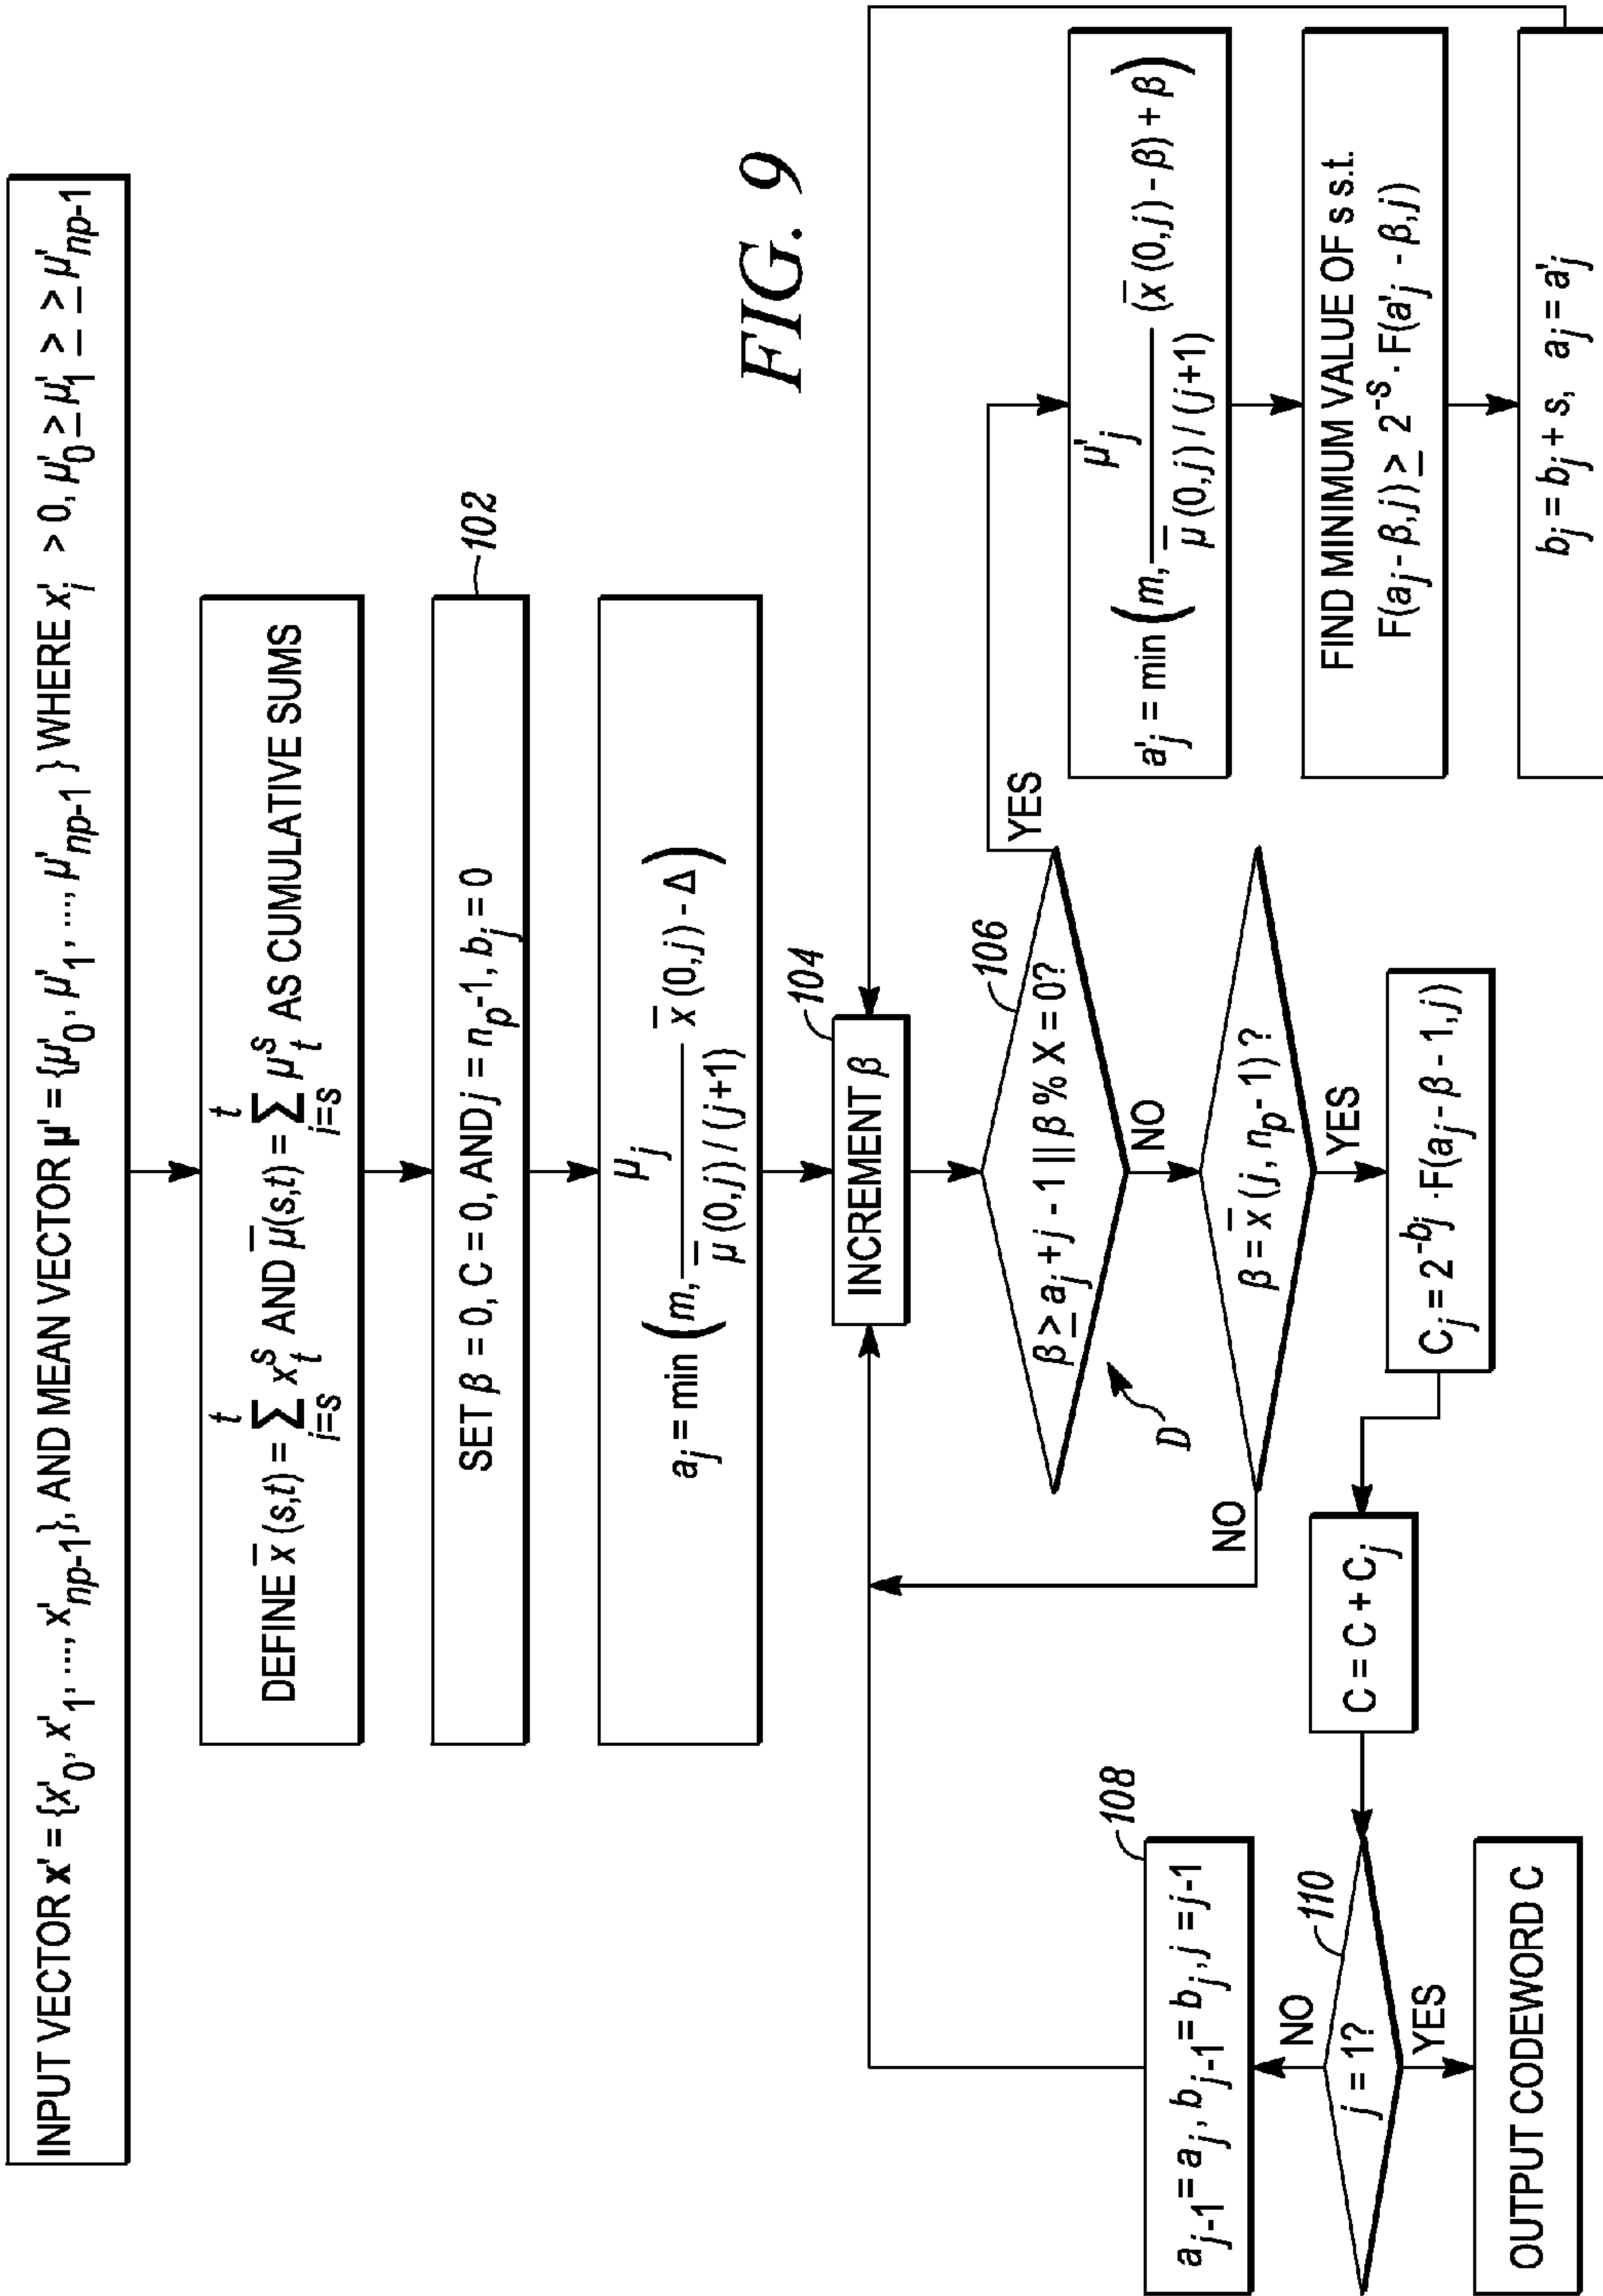 INPUT VECTOR x' = {x'0, x'1, ..., x'np-1}, AND MEAN VECTOR μ' = {μ'0, μ'1, ..., μ'np-1} WHERE x'i > 0, μ'0 ≥ μ'1 ≥ ≥ μ'np-1
DEFINE x̄(s,t) = Σ(i=s to t) x_t^s AND μ̄(s,t) = Σ(i=s to t) μ_t^s AS CUMULATIVE SUMS
102
SET β = 0, C = 0, AND j = np-1, bj = 0
aj = min (m, μj / (μ̄(0,j) / (j+1)) x̄(0,j) - Δ)
104
INCREMENT β
106
β ≥ aj + j - 1 || β % X = 0?
YES
NO
D
a'j = min (m, μ'j / (μ̄(0,j) / (j+1)) (x̄(0,j) - β) + β)
FIND MINIMUM VALUE OF s s.t.
F(aj - β,j) ≥ 2^-s · F(a'j - β,j)
bj = bj + s, aj = a'j
β = x̄(j, np - 1) ?
NO
YES
Cj = 2^-bj · F(aj - β - 1,j)
C = C + Cj
110
j = 1?
NO
YES
108
aj-1 = aj, bj-1 = bj, j = j-1
OUTPUT CODEWORD C
FIG. 9